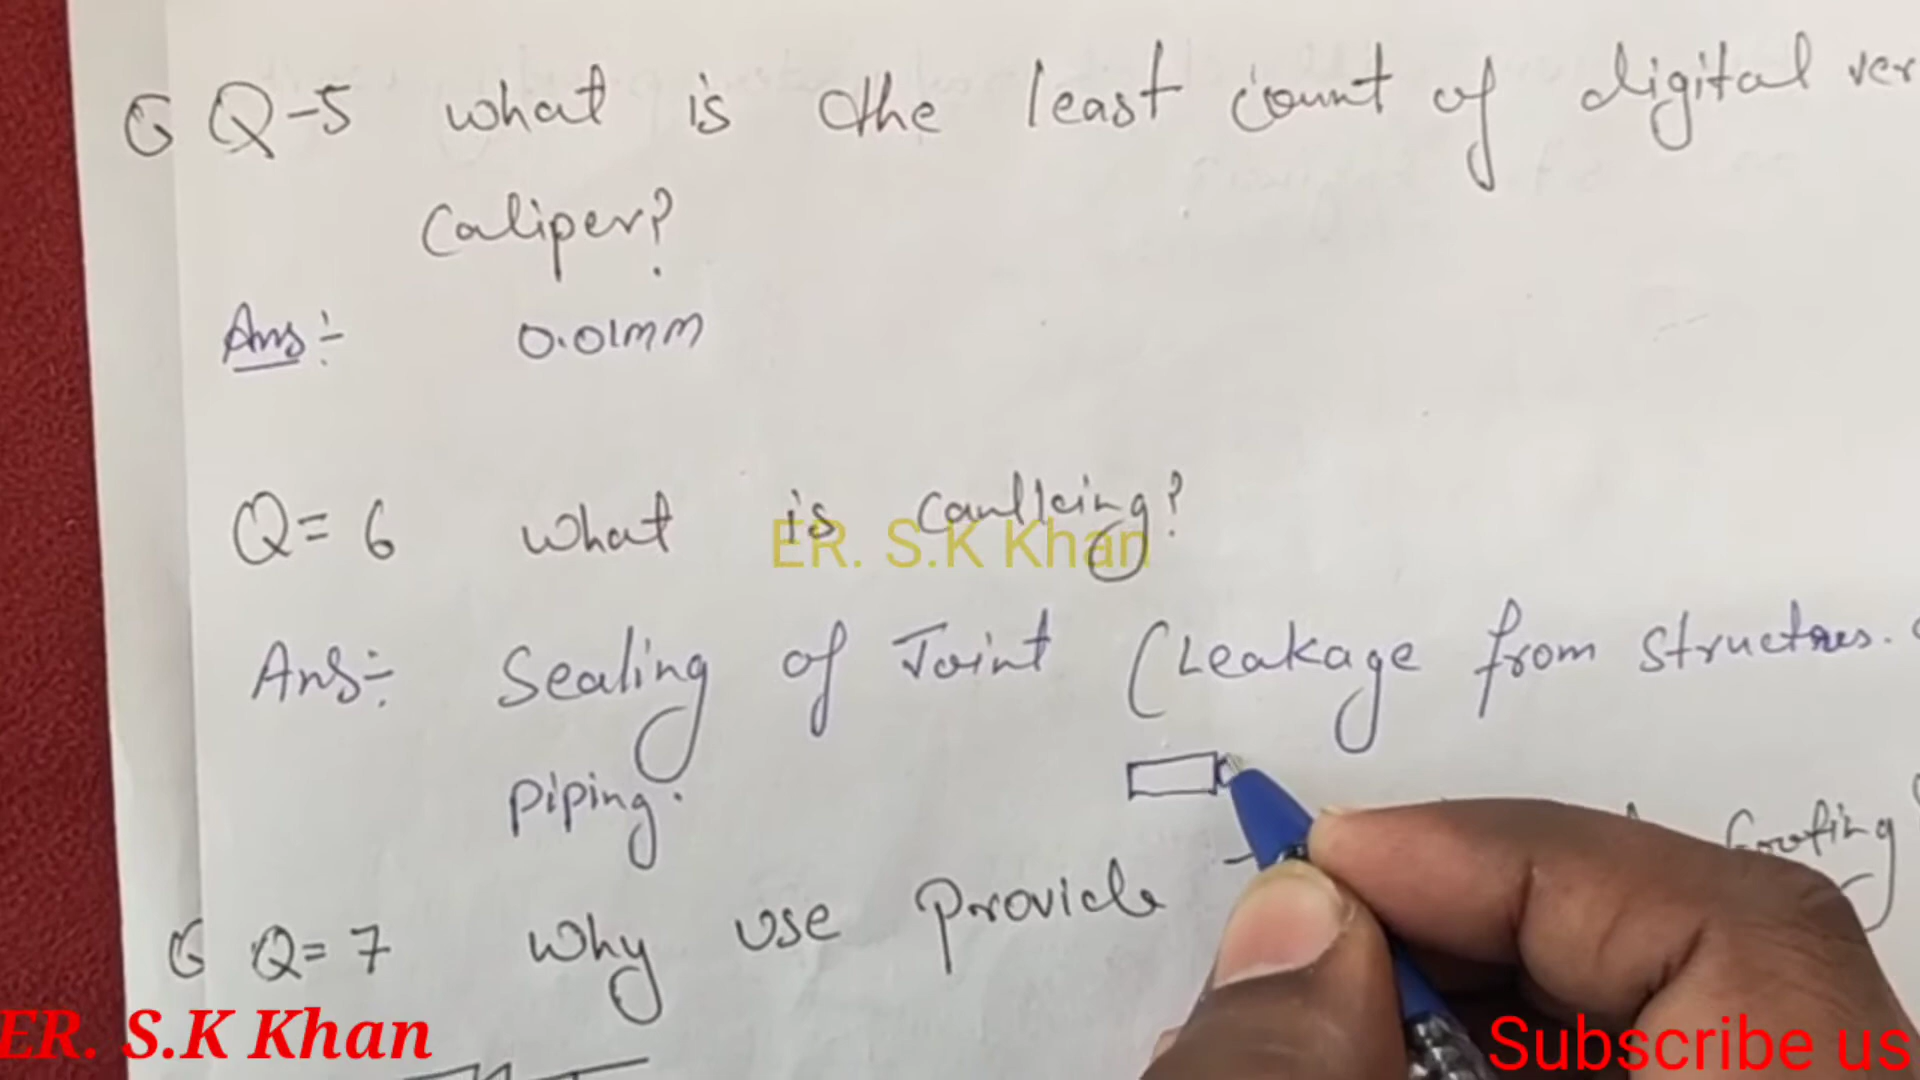 Q-5 what is the least count of digital ver
Caliper?
Ans:- 0.01mm
Q=6 what is caulking?
ER. S.K Khan
Ans:- Sealing of Joint (Leakage from structures.
Piping.
Q=7 Why use provide
Grouting
ER. S.K Khan
Subscribe us